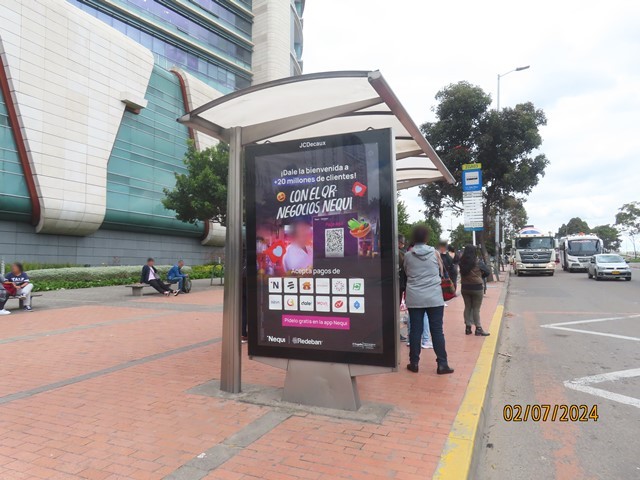 JCDecaux
¡Dale la bienvenida a
+20 millones de clientes!
CON EL QR
NEGOCIOS NEQUI
Acepta pagos de
Pídelo gratis en la app Nequi
Nequi
Redeban
02/07/2024